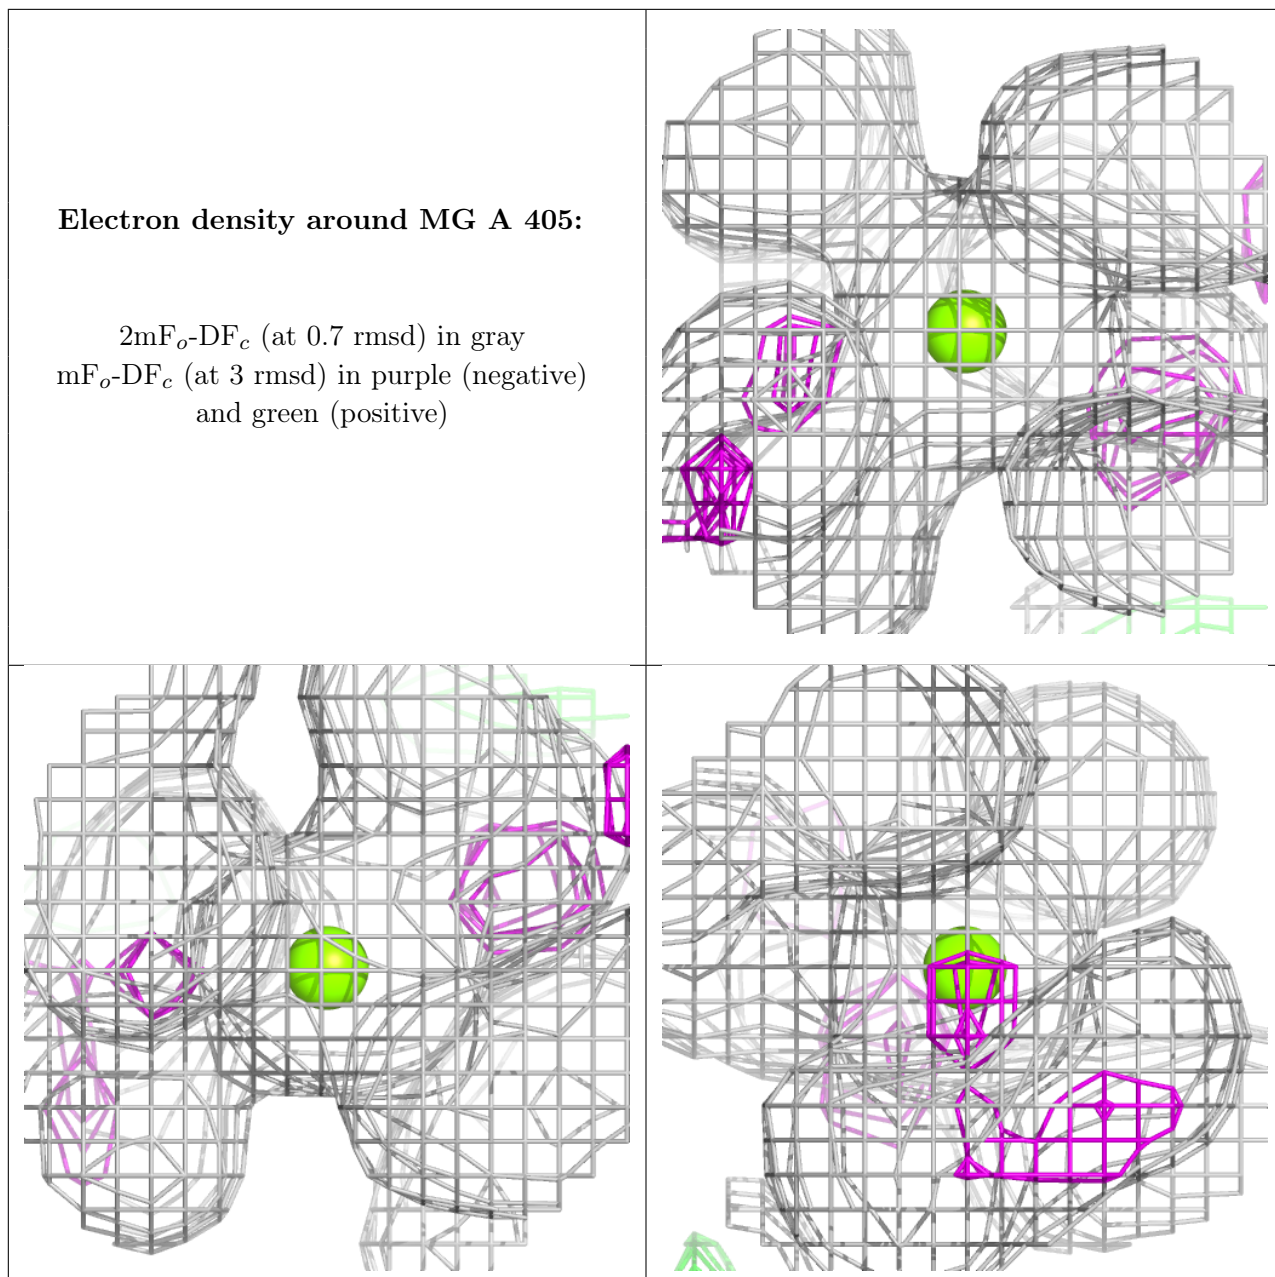 Electron density around MG A 405:
2mFo-DFc (at 0.7 rmsd) in gray
mFo-DFc (at 3 rmsd) in purple (negative)
and green (positive)